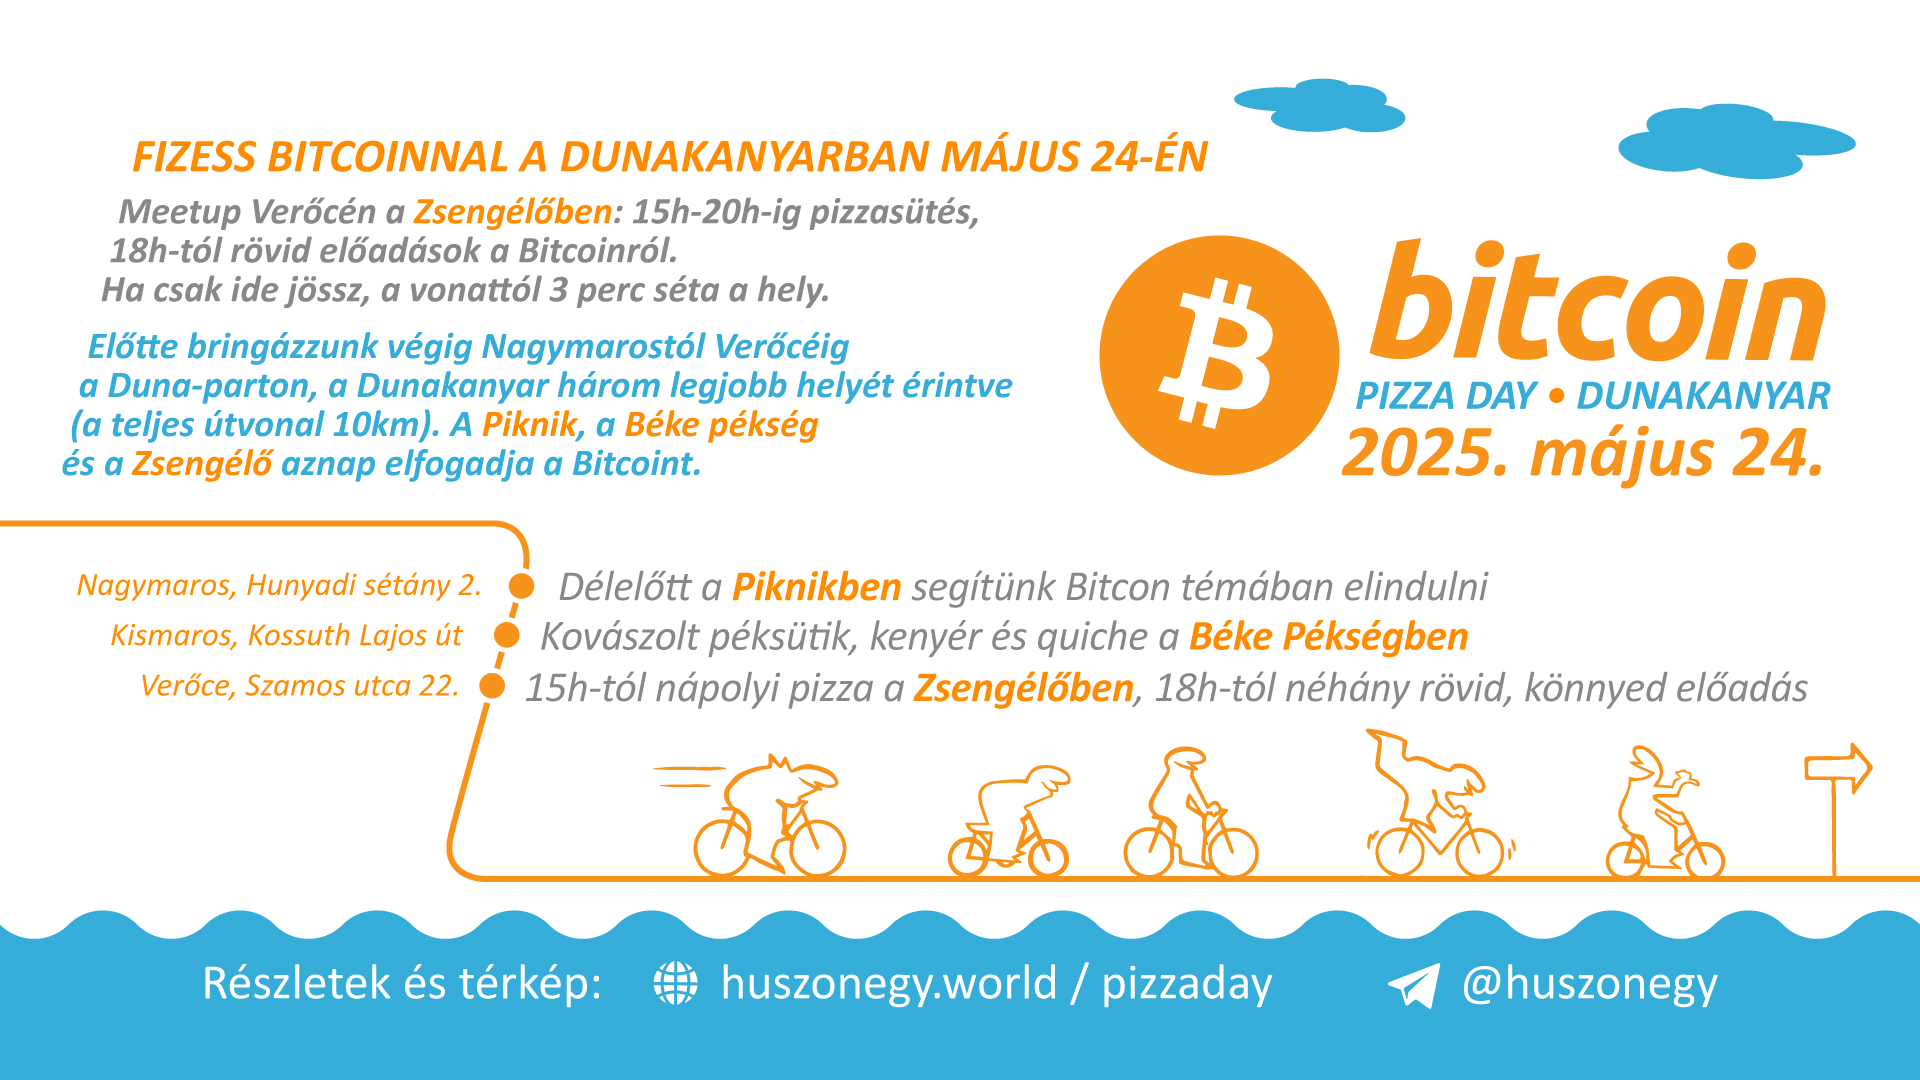 FIZESS BITCOINNAL A DUNAKANYARBAN MÁJUS 24-ÉN
Meetup Verőcén a Zsengélőben: 15h-20h-ig pizzasütés,
18h-tól rövid előadások a Bitcoinról.
Ha csak ide jössz, a vonattól 3 perc séta a hely.
Előtte bringázzunk végig Nagymarostól Verőcéig
a Duna-parton, a Dunakanyar három legjobb helyét érintve
(a teljes útvonal 10km). A Piknik, a Béke pékség
és a Zsengélő aznap elfogadja a Bitcoint.
bitcoin
PIZZA DAY • DUNAKANYAR
2025. május 24.
Nagymaros, Hunyadi sétány 2.
Délelőtt a Piknikben segítünk Bitcon témában elindulni
Kismaros, Kossuth Lajos út
Kovászolt péksütik, kenyér és quiche a Béke Pékségben
Verőce, Szamos utca 22.
15h-tól nápolyi pizza a Zsengélőben, 18h-tól néhány rövid, könnyed előadás
Részletek és térkép: huszonegy.world / pizzaday @huszonegy